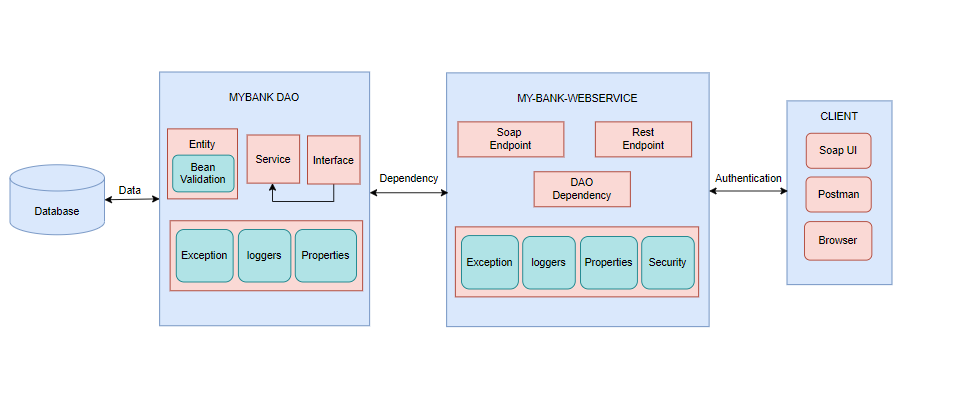 MYBANK DAO
MY-BANK-WEBSERVICE
CLIENT
Entity
Bean
Validation
Service
Interface
Soap
Endpoint
Rest
Endpoint
Soap UI
Data
Dependency
DAO
Dependency
Authentication
Postman
Database
Browser
Exception
loggers
Properties
Exception
loggers
Properties
Security